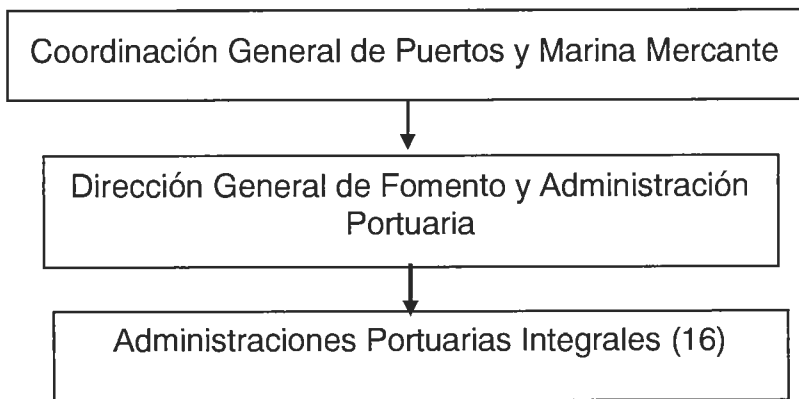 Coordinación General de Puertos y Marina Mercante
Dirección General de Fomento y Administración
Portuaria
Administraciones Portuarias Integrales (16)